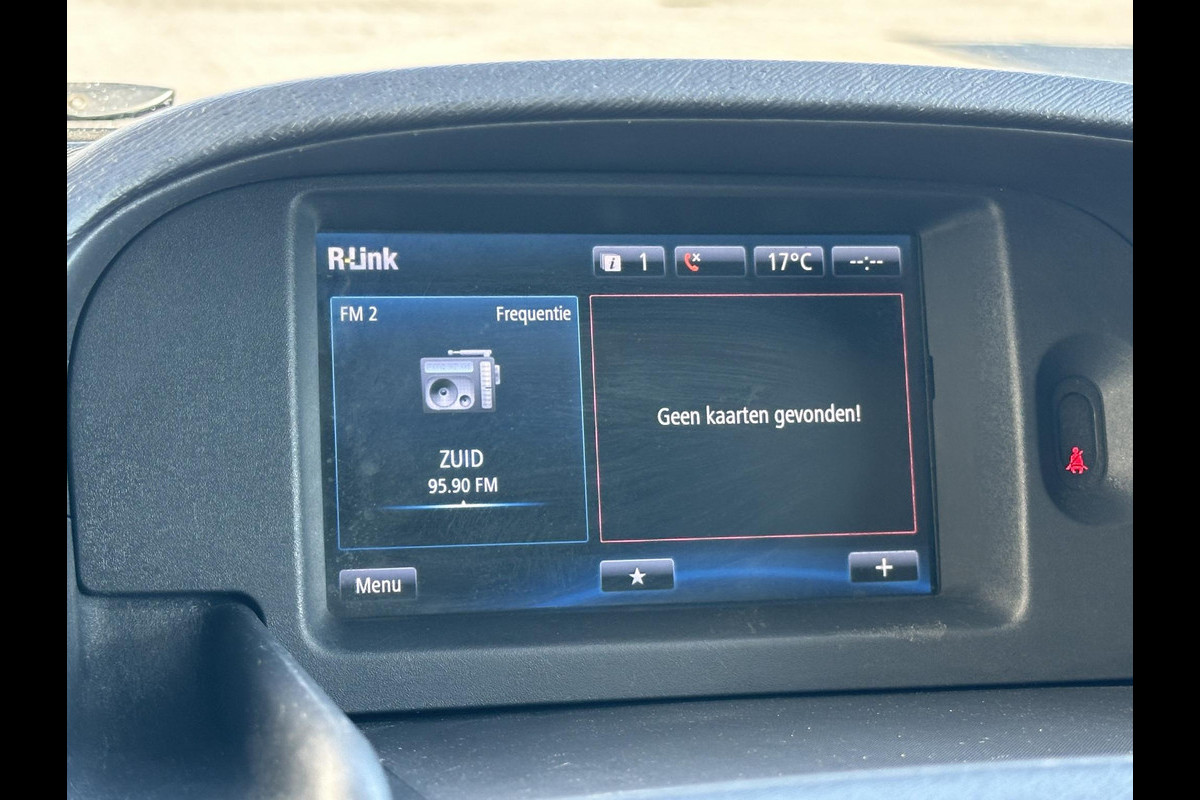 R-Link
1
17°C
--:--
FM 2
Frequentie
Geen kaarten gevonden!
ZUID
95.90 FM
Menu